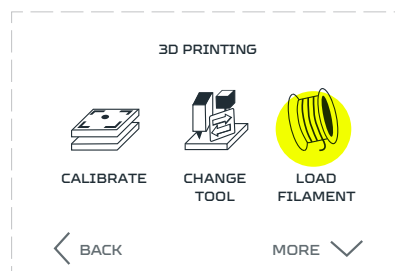 3D PRINTING
CALIBRATE
CHANGE
TOOL
LOAD
FILAMENT
BACK
MORE